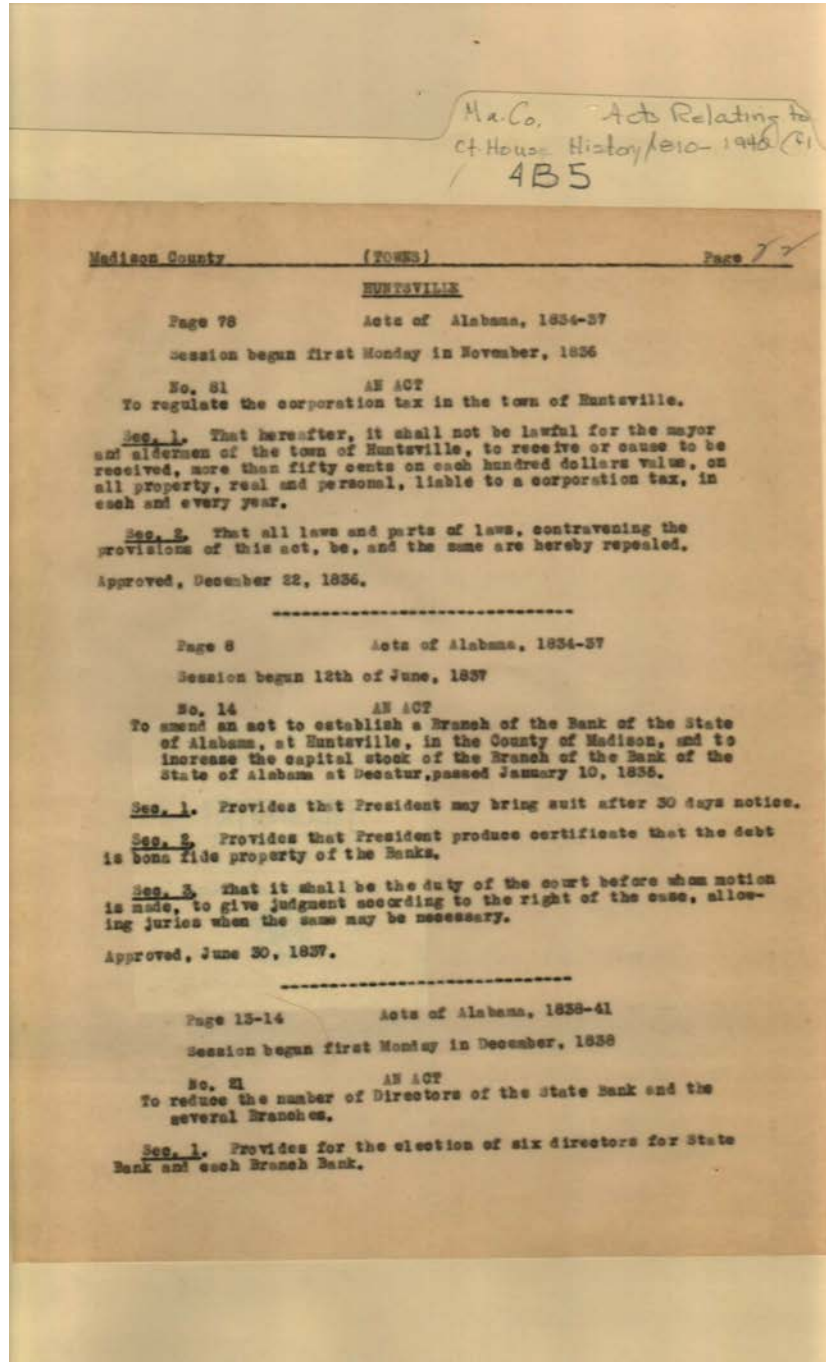 Ma. Co. Acts Relating to
Ct. House History 1810-1940
4B5
Madison County (TOWNS) Page 22
HUNTSVILLE
Page 78 Acts of Alabama, 1834-37
Session begun first Monday in November, 1836
No. 81 AN ACT
To regulate the corporation tax in the town of Huntsville.
Sec. 1. That hereafter, it shall not be lawful for the mayor
and aldermen of the town of Huntsville, to receive or cause to be
received, more than fifty cents on each hundred dollars value, on
all property, real and personal, liable to a corporation tax, in
each and every year.
Sec. 2. That all laws and parts of laws, contravening the
provisions of this act, be, and the same are hereby repealed.
Approved, December 22, 1836.
Page 8 Acts of Alabama, 1834-37
Session begun 12th of June, 1837
No. 14 AN ACT
To amend an act to establish a Branch of the Bank of the State
of Alabama, at Huntsville, in the County of Madison, and to
increase the capital stock of the Branch of the Bank of the
State of Alabama at Decatur,passed January 10, 1835.
Sec. 1. Provides that President may bring suit after 30 days notice.
Sec. 2. Provides that President produce certificate that the debt
is bona fide property of the Banks.
Sec. 3. That it shall be the duty of the court before whom motion
is made, to give judgment according to the right of the case, allow-
ing juries when the same may be necessary.
Approved, June 30, 1837.
Page 13-14 Acts of Alabama, 1838-41
Session begun first Monday in December, 1838
No. 21 AN ACT
To reduce the number of Directors of the State Bank and the
several Branches.
Sec. 1. Provides for the election of six directors for State
Bank and each Branch Bank.